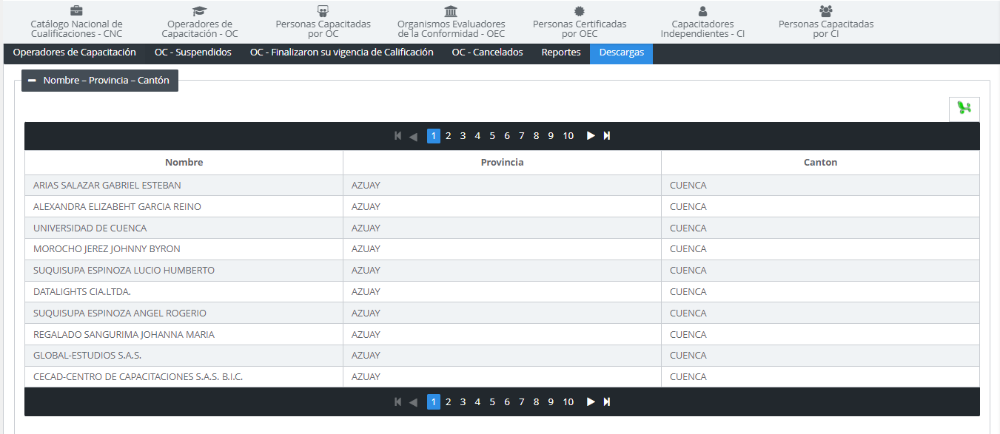 Catálogo Nacional de
Cualificaciones - CNC
Operadores de
Capacitación - OC
Personas Capacitadas
por OC
Organismos Evaluadores
de la Conformidad - OEC
Personas Certificadas
por OEC
Capacitadores
Independientes - CI
Personas Capacitadas
por CI
Operadores de Capacitación OC - Suspendidos OC - Finalizaron su vigencia de Calificación OC - Cancelados Reportes Descargas
Nombre – Provincia – Cantón
1 2 3 4 5 6 7 8 9 10
Nombre Provincia Canton
ARIAS SALAZAR GABRIEL ESTEBAN AZUAY CUENCA
ALEXANDRA ELIZABEHT GARCIA REINO AZUAY CUENCA
UNIVERSIDAD DE CUENCA AZUAY CUENCA
MOROCHO JEREZ JOHNNY BYRON AZUAY CUENCA
SUQUISUPA ESPINOZA LUCIO HUMBERTO AZUAY CUENCA
DATALIGHTS CIA.LTDA. AZUAY CUENCA
SUQUISUPA ESPINOZA ANGEL ROGERIO AZUAY CUENCA
REGALADO SANGURIMA JOHANNA MARIA AZUAY CUENCA
GLOBAL-ESTUDIOS S.A.S. AZUAY CUENCA
CECAD-CENTRO DE CAPACITACIONES S.A.S. B.I.C. AZUAY CUENCA
1 2 3 4 5 6 7 8 9 10